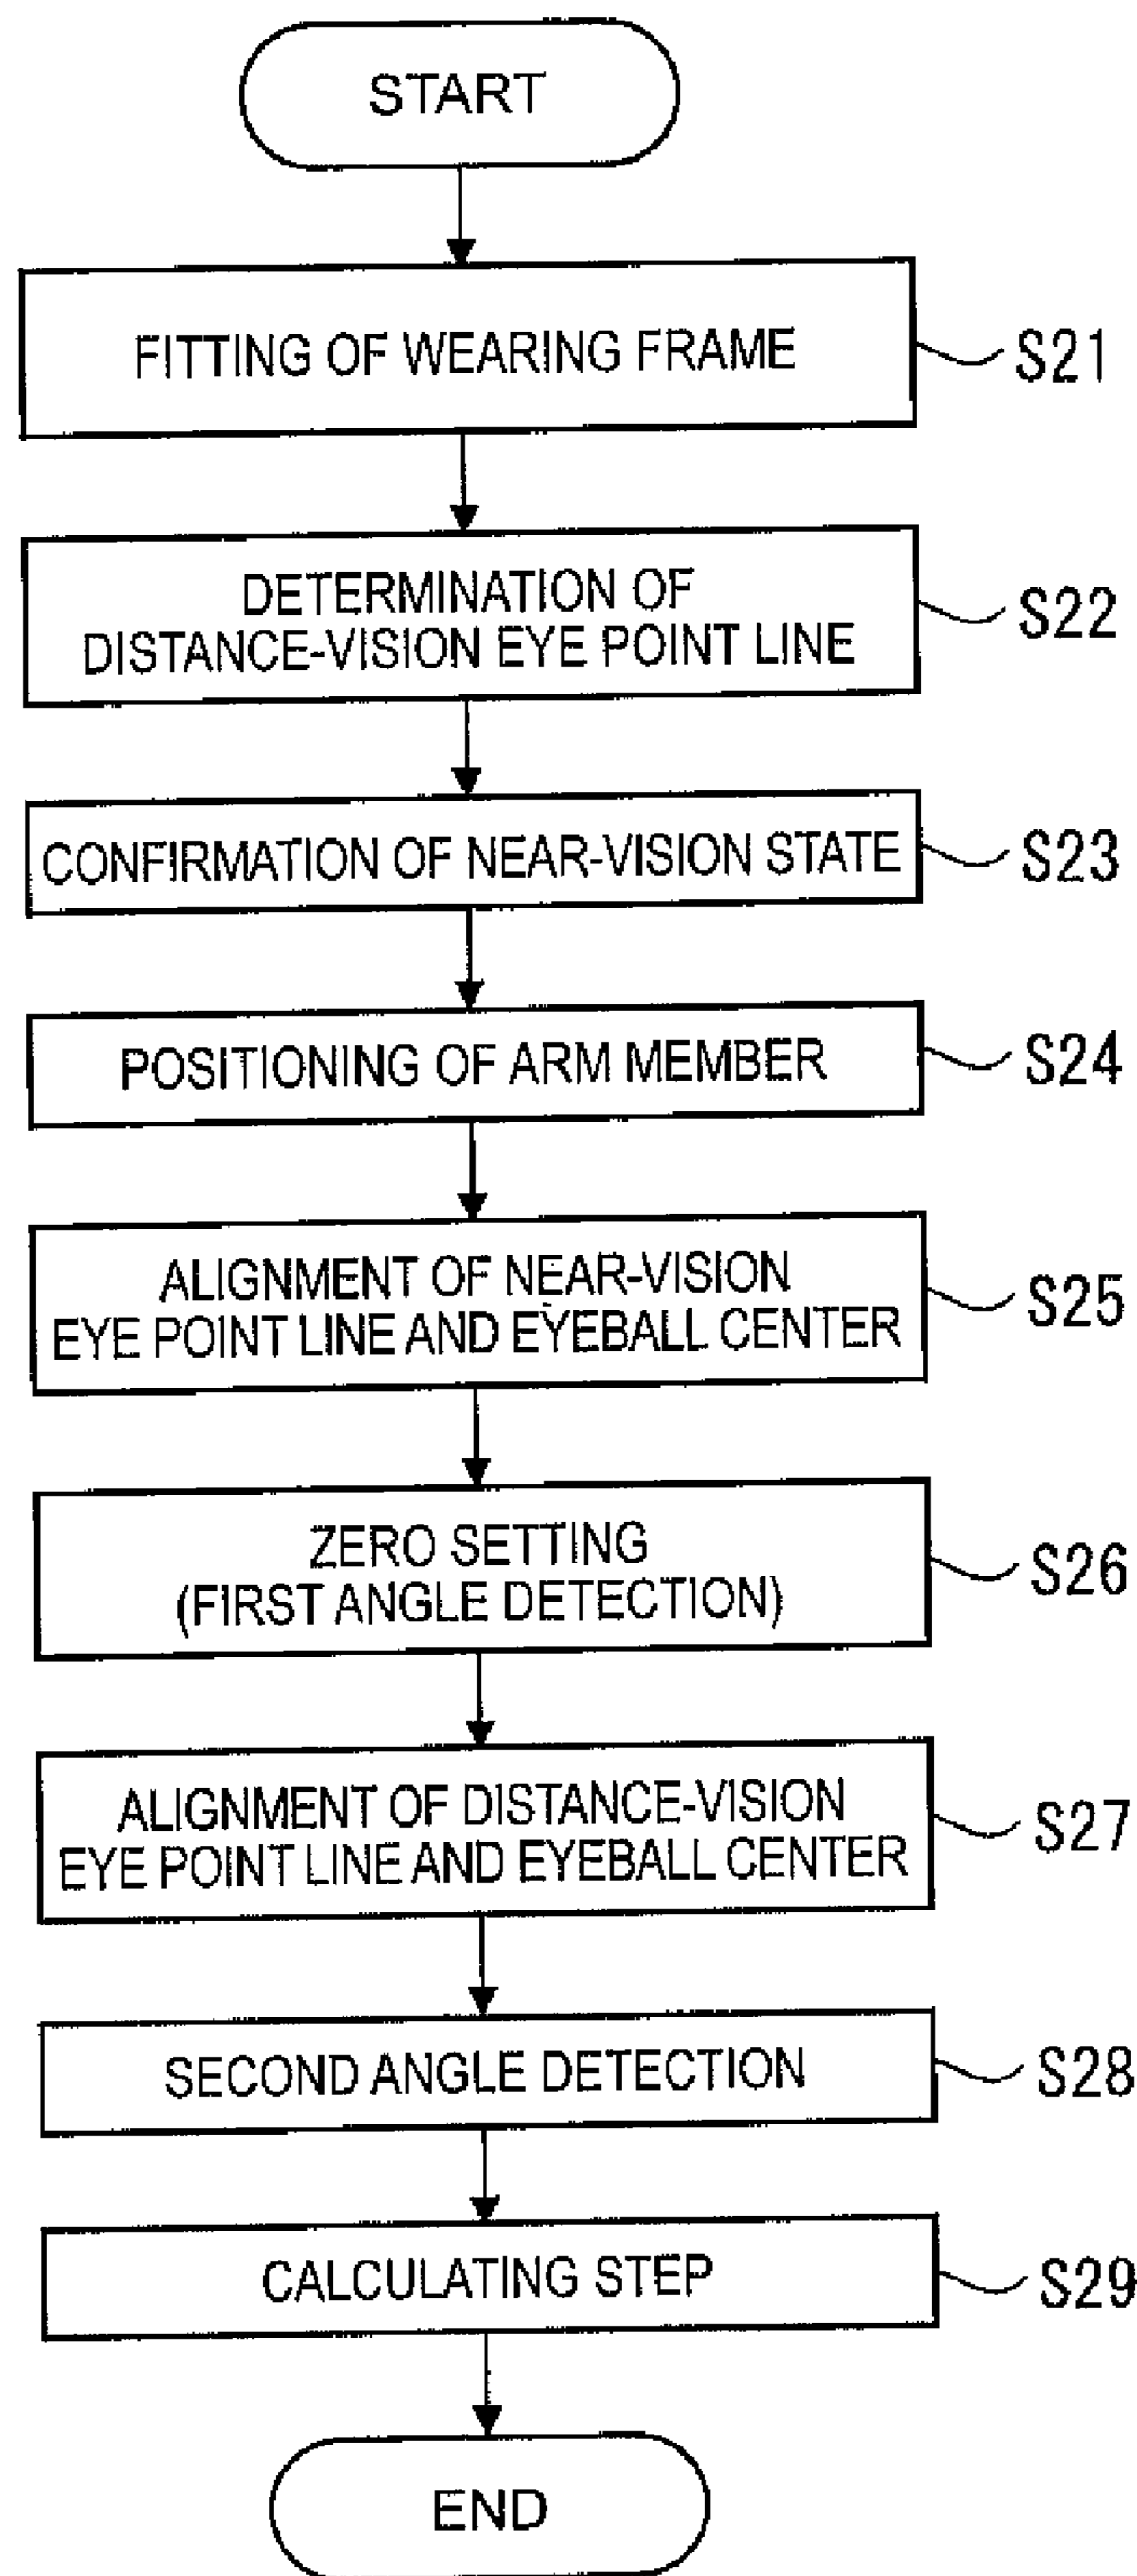 START
FITTING OF WEARING FRAME
S21
DETERMINATION OF
DISTANCE-VISION EYE POINT LINE
S22
CONFIRMATION OF NEAR-VISION STATE
S23
POSITIONING OF ARM MEMBER
S24
ALIGNMENT OF NEAR-VISION
EYE POINT LINE AND EYEBALL CENTER
S25
ZERO SETTING
(FIRST ANGLE DETECTION)
S26
ALIGNMENT OF DISTANCE-VISION
EYE POINT LINE AND EYEBALL CENTER
S27
SECOND ANGLE DETECTION
S28
CALCULATING STEP
S29
END